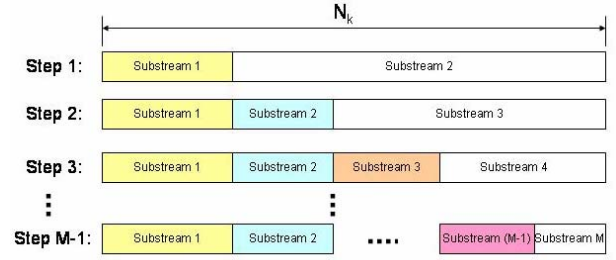 N_k
Step 1: Substream 1 Substream 2
Step 2: Substream 1 Substream 2 Substream 3
Step 3: Substream 1 Substream 2 Substream 3 Substream 4
Step M-1: Substream 1 Substream 2 .... Substream (M-1) Substream M